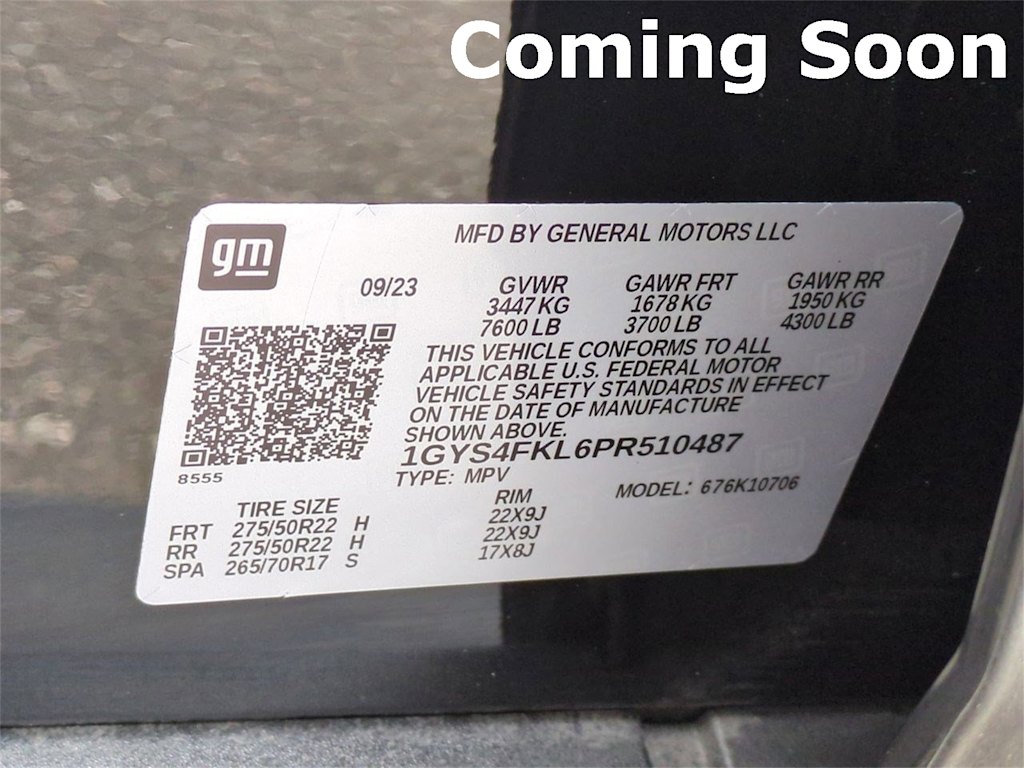 Coming Soon
gm
MFD BY GENERAL MOTORS LLC
09/23 GVWR GAWR FRT GAWR RR
3447 KG 1678 KG 1950 KG
7600 LB 3700 LB 4300 LB
THIS VEHICLE CONFORMS TO ALL
APPLICABLE U.S. FEDERAL MOTOR
VEHICLE SAFETY STANDARDS IN EFFECT
ON THE DATE OF MANUFACTURE
SHOWN ABOVE.
1GYS4FKL6PR510487
8555
TYPE: MPV MODEL: 676K10706
TIRE SIZE RIM
FRT 275/50R22 H 22X9J
RR 275/50R22 H 22X9J
SPA 265/70R17 S 17X8J